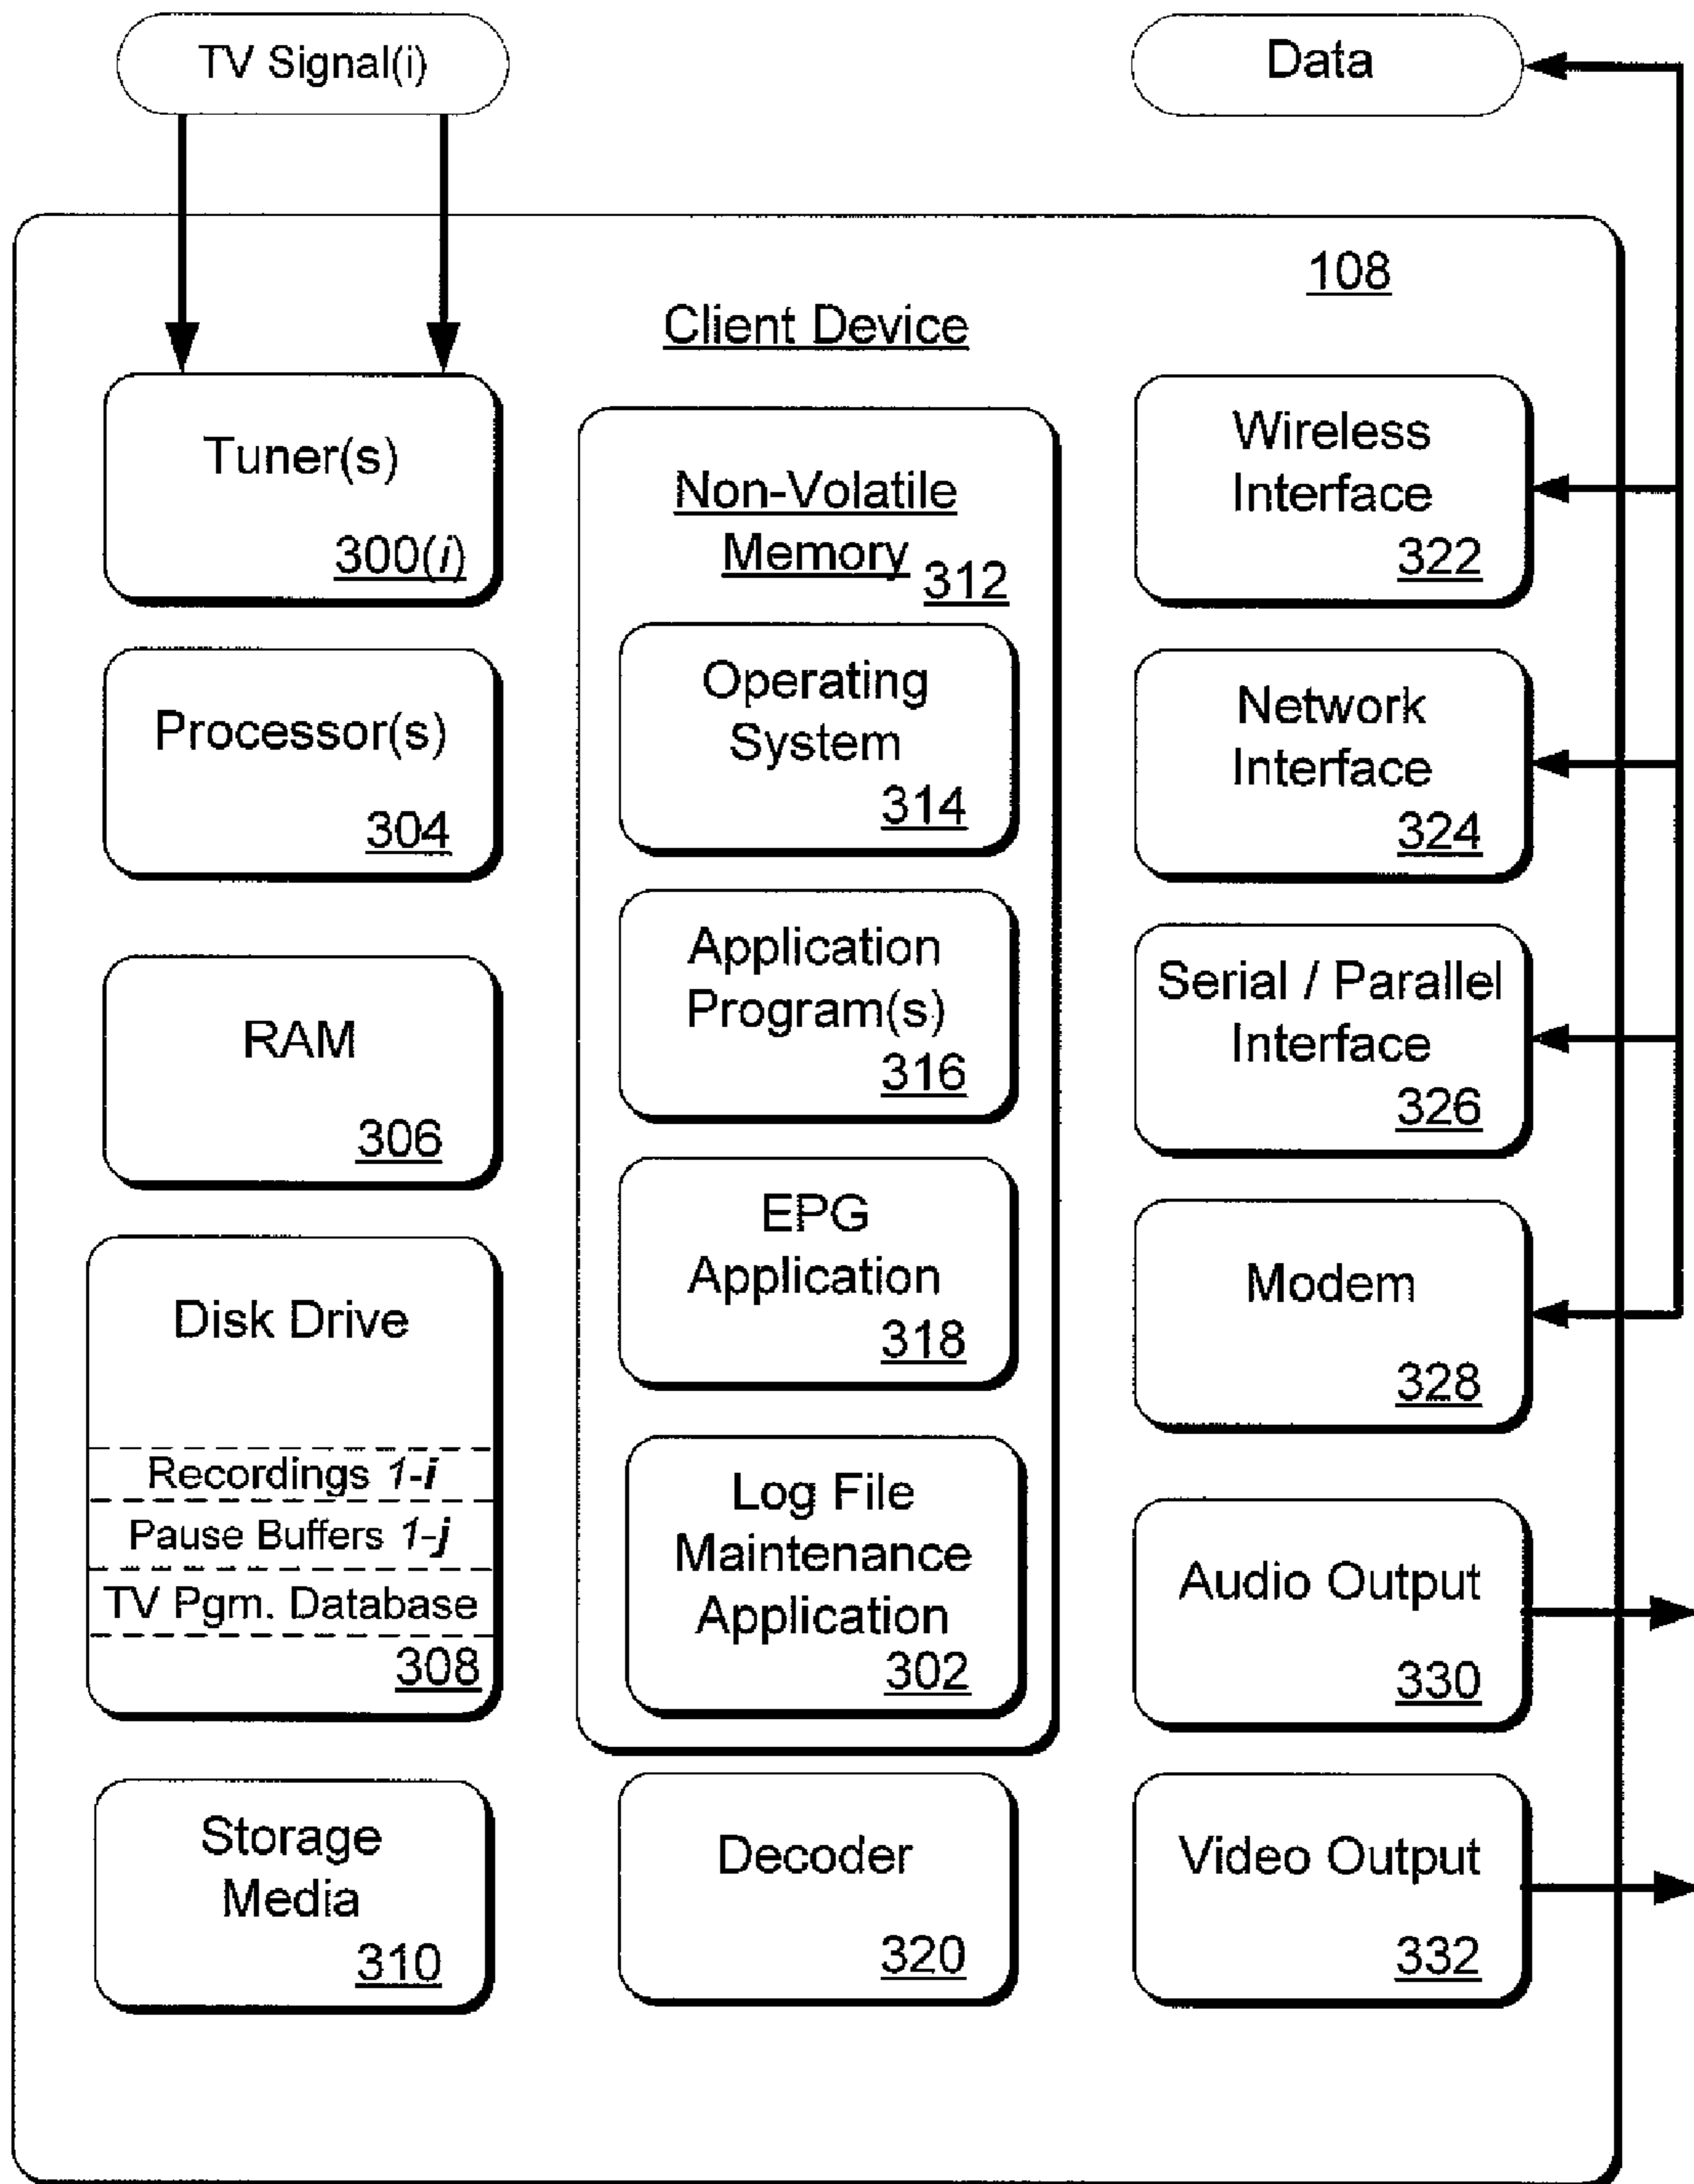 TV Signal(i)
Data
108
Client Device
Tuner(s)
300(i)
Processor(s)
304
RAM
306
Disk Drive
Recordings 1-i
Pause Buffers 1-j
TV Pgm. Database
308
Storage
Media
310
Non-Volatile
Memory
312
Operating
System
314
Application
Program(s)
316
EPG
Application
318
Log File
Maintenance
Application
302
Decoder
320
Wireless
Interface
322
Network
Interface
324
Serial / Parallel
Interface
326
Modem
328
Audio Output
330
Video Output
332